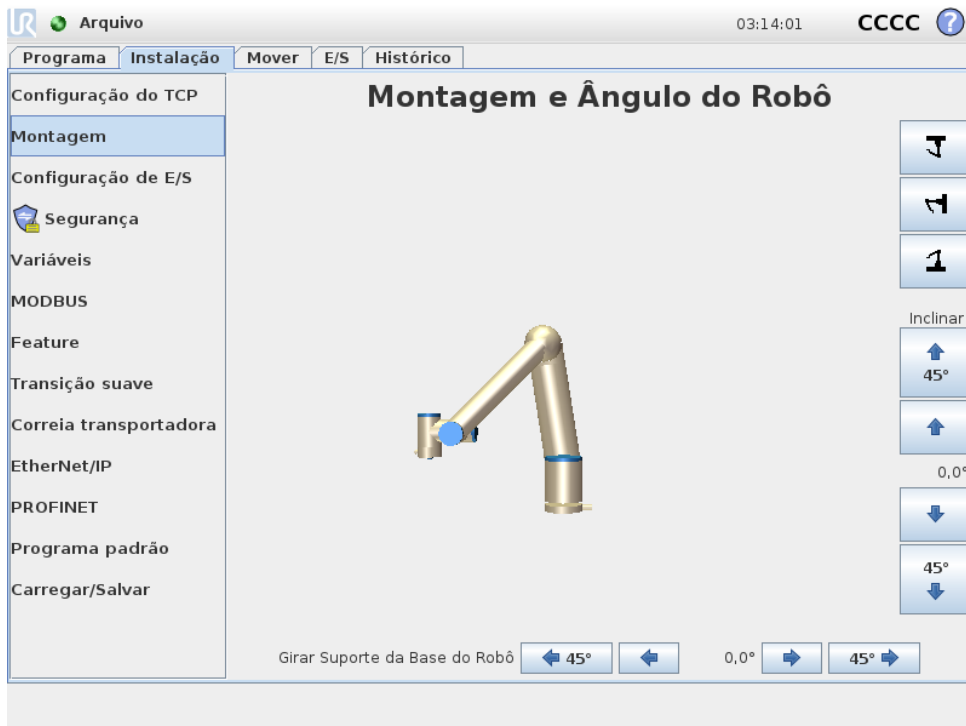 UR Arquivo 03:14:01 CCCC ?
Programa Instalação Mover E/S Histórico
Configuração do TCP
Montagem
Configuração de E/S
Segurança
Variáveis
MODBUS
Feature
Transição suave
Correia transportadora
EtherNet/IP
PROFINET
Programa padrão
Carregar/Salvar
Montagem e Ângulo do Robô
Inclinar
45°
0,0°
45°
Girar Suporte da Base do Robô 45° 0,0° 45°